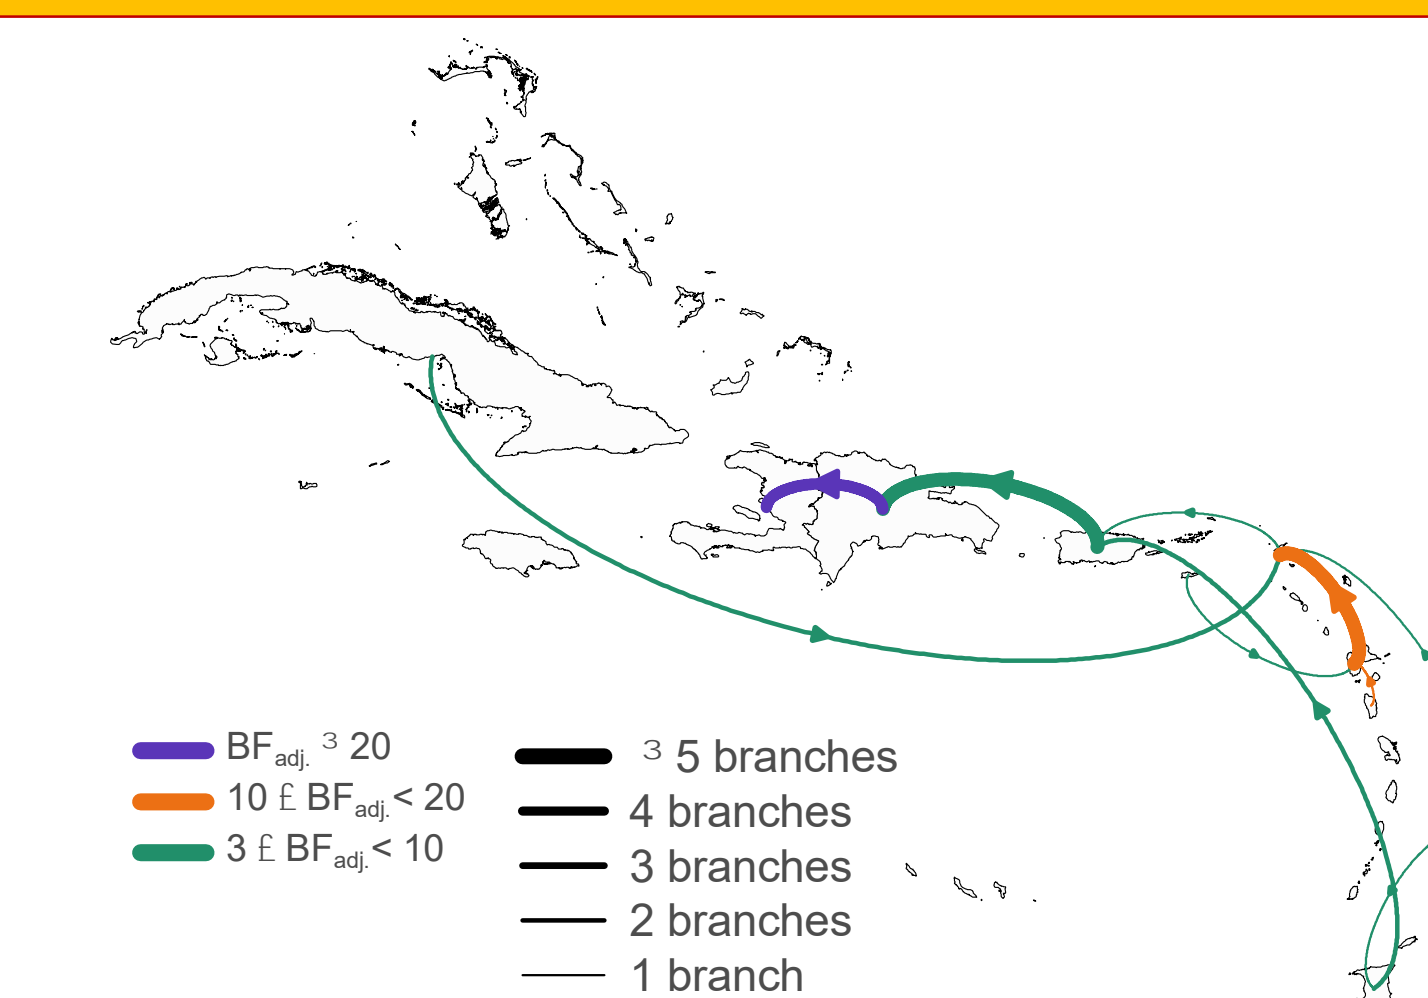 BFadj. ³ 20
10 £ BFadj.< 20
3 £ BFadj.< 10
³ 5 branches
4 branches
3 branches
2 branches
1 branch